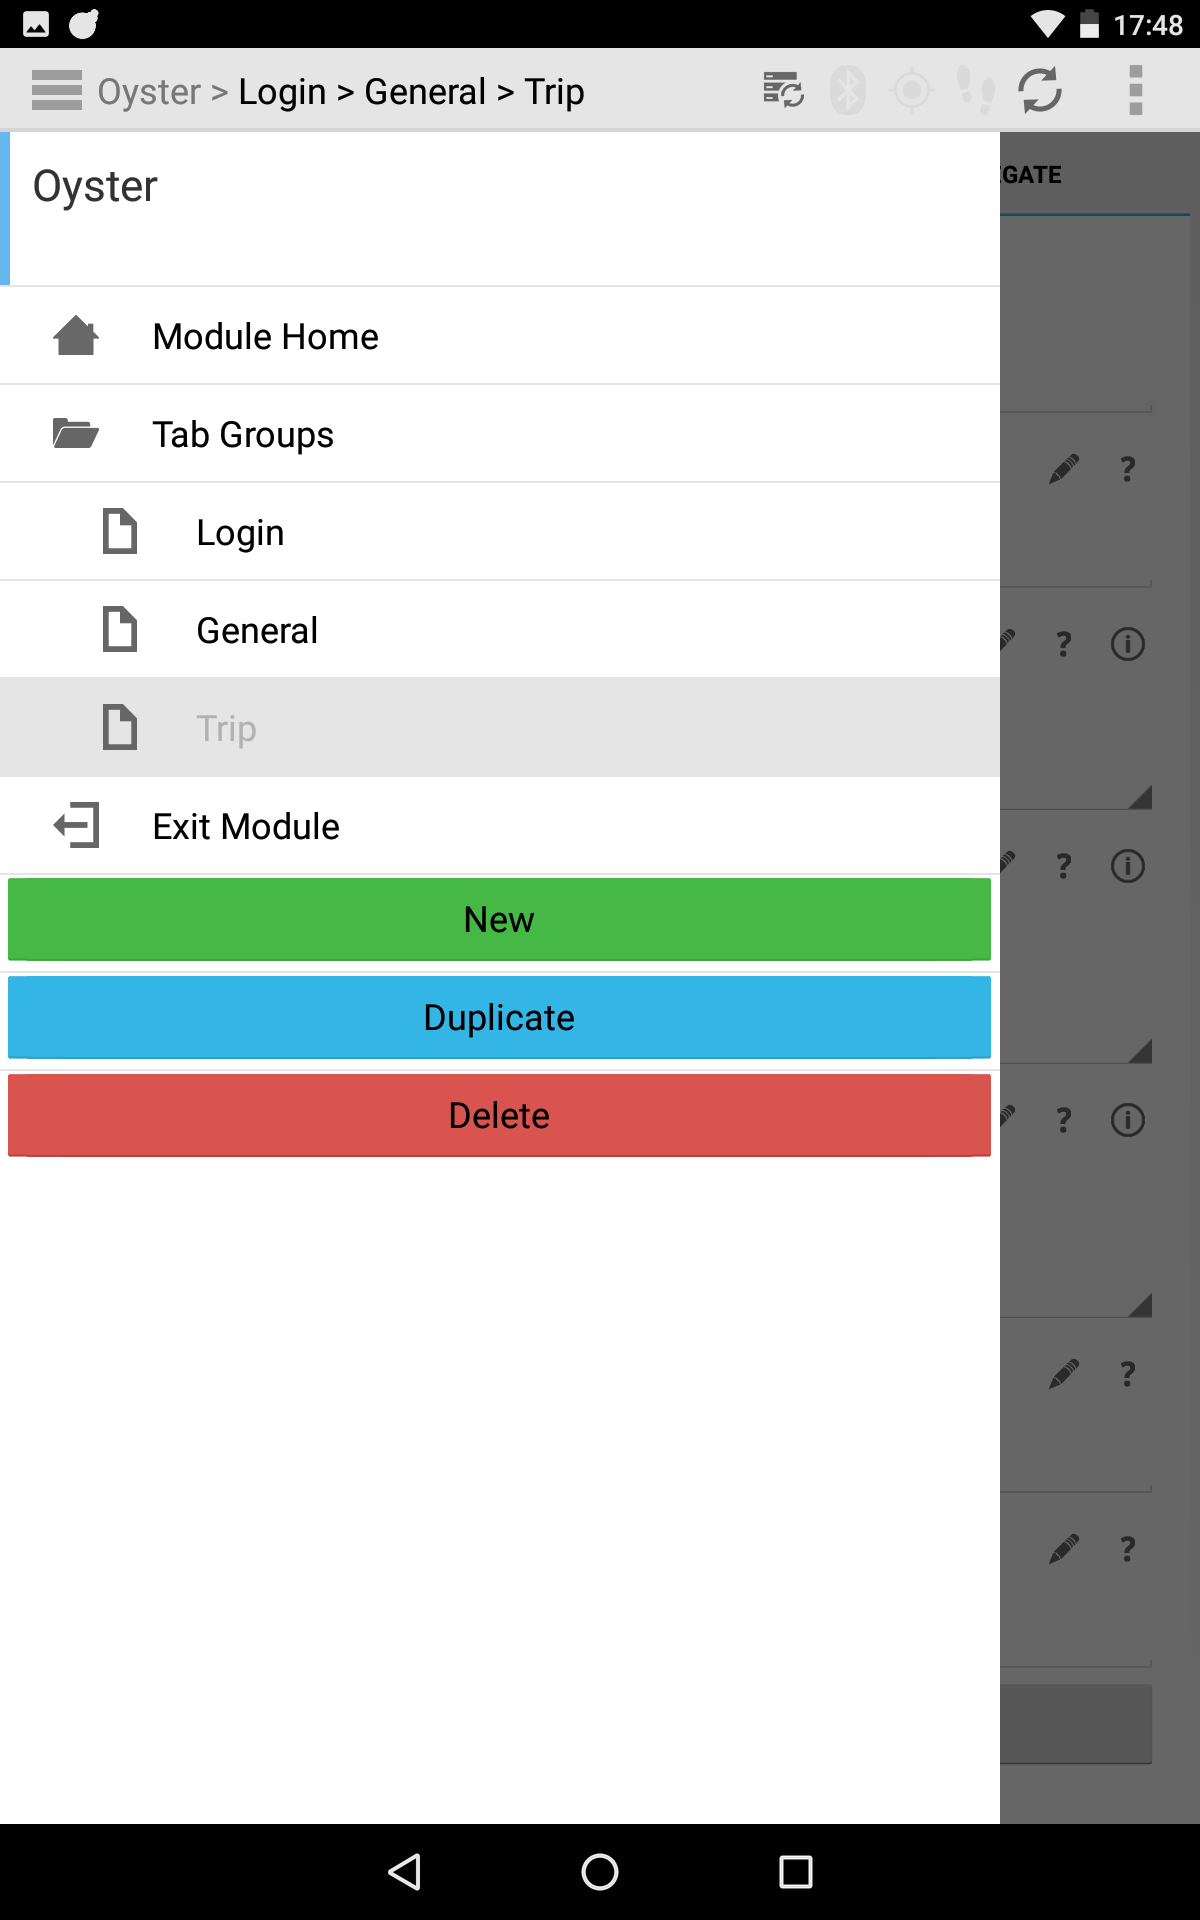 17:48
Oyster > Login > General > Trip
Oyster
GATE
Module Home
Tab Groups
?
Login
General
?
Trip
Exit Module
?
New
Duplicate
Delete
?
?
?